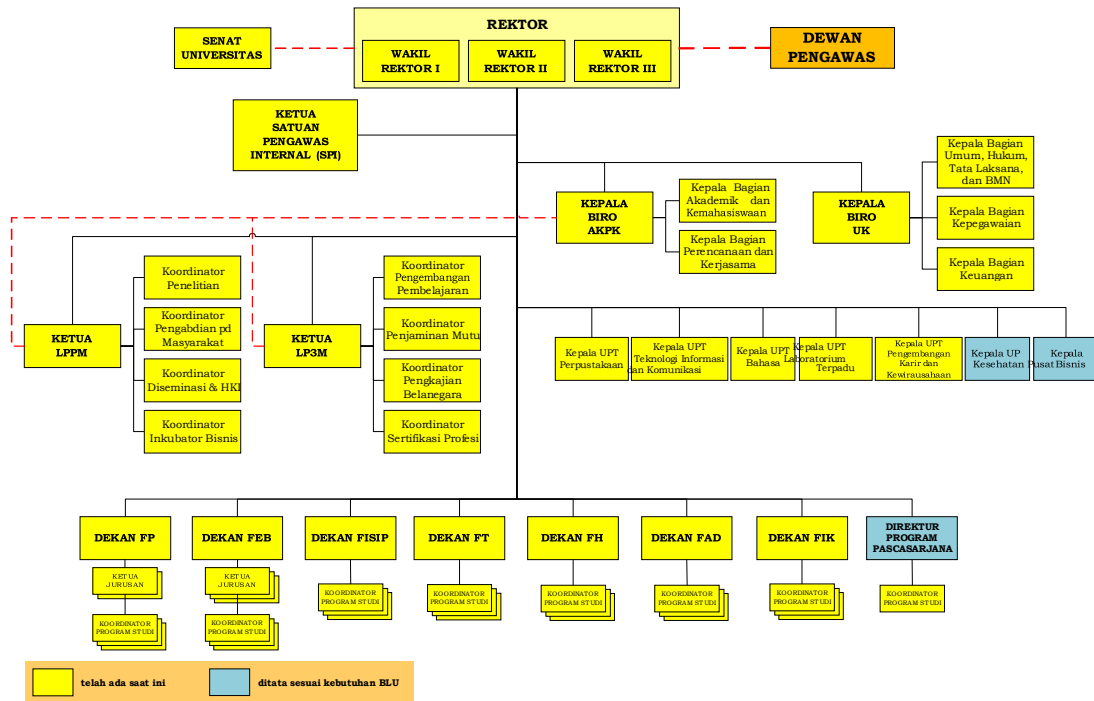 REKTOR
SENAT
UNIVERSITAS
WAKIL
REKTOR I
WAKIL
REKTOR II
WAKIL
REKTOR III
DEWAN
PENGAWAS
KETUA
SATUAN
PENGAWAS
INTERNAL (SPI)
KEPALA
BIRO
AKPK
Kepala Bagian
Akademik dan
Kemahasiswaan
Kepala Bagian
Perencanaan dan
Kerjasama
KEPALA
BIRO
UK
Kepala Bagian
Umum, Hukum,
Tata Laksana,
dan BMN
Kepala Bagian
Kepegawaian
Kepala Bagian
Keuangan
KETUA
LPPM
Koordinator
Penelitian
Koordinator
Pengabdian pd
Masyarakat
Koordinator
Diseminasi & HKI
Koordinator
Inkubator Bisnis
KETUA
LP3M
Koordinator
Pengembangan
Pembelajaran
Koordinator
Penjaminan Mutu
Koordinator
Pengkajian
Belanegara
Koordinator
Sertifikasi Profesi
Kepala UPT
Perpustakaan
Kepala UPT
Teknologi Informasi
dan Komunikasi
Kepala UPT
Bahasa
Kepala UPT
Laboratorium
Terpadu
Kepala UPT
Pengembangan
Karir dan
Kewirausahaan
Kepala UP
Kesehatan
Kepala
Pusat Bisnis
DEKAN FP
DEKAN FEB
DEKAN FISIP
DEKAN FT
DEKAN FH
DEKAN FAD
DEKAN FIK
DIREKTUR
PROGRAM
PASCASARJANA
KETUA
JURUSAN
KETUA
JURUSAN
KOORDINATOR
PROGRAM STUDI
KOORDINATOR
PROGRAM STUDI
KOORDINATOR
PROGRAM STUDI
KOORDINATOR
PROGRAM STUDI
KOORDINATOR
PROGRAM STUDI
KOORDINATOR
PROGRAM STUDI
KOORDINATOR
PROGRAM STUDI
KOORDINATOR
PROGRAM STUDI
telah ada saat ini
ditata sesuai kebutuhan BLU